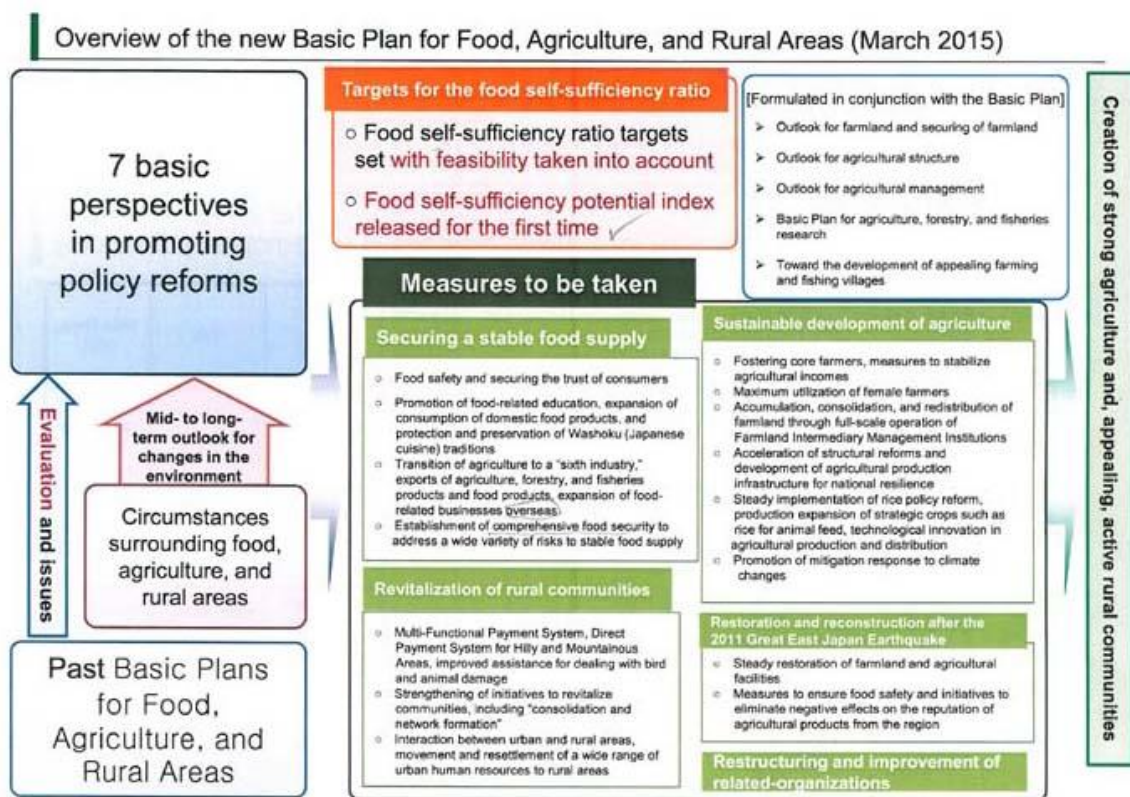 Overview of the new Basic Plan for Food, Agriculture, and Rural Areas (March 2015)
7 basic
perspectives
in promoting
policy reforms
Evaluation and issues
Mid- to long-
term outlook for
changes in the
environment
Circumstances
surrounding food,
agriculture, and
rural areas
Past Basic Plans
for Food,
Agriculture, and
Rural Areas
Targets for the food self-sufficiency ratio
○ Food self-sufficiency ratio targets
set with feasibility taken into account
○ Food self-sufficiency potential index
released for the first time
[Formulated in conjunction with the Basic Plan]
➢ Outlook for farmland and securing of farmland
➢ Outlook for agricultural structure
➢ Outlook for agricultural management
➢ Basic Plan for agriculture, forestry, and fisheries
research
➢ Toward the development of appealing farming
and fishing villages
Measures to be taken
Securing a stable food supply
○ Food safety and securing the trust of consumers
○ Promotion of food-related education, expansion of
consumption of domestic food products, and
protection and preservation of Washoku (Japanese
cuisine) traditions
○ Transition of agriculture to a "sixth industry,"
exports of agriculture, forestry, and fisheries
products and food products, expansion of food-
related businesses overseas
○ Establishment of comprehensive food security to
address a wide variety of risks to stable food supply
Revitalization of rural communities
○ Multi-Functional Payment System, Direct
Payment System for Hilly and Mountainous
Areas, improved assistance for dealing with bird
and animal damage
○ Strengthening of initiatives to revitalize
communities, including "consolidation and
network formation"
○ Interaction between urban and rural areas,
movement and resettlement of a wide range of
urban human resources to rural areas
Sustainable development of agriculture
○ Fostering core farmers, measures to stabilize
agricultural incomes
○ Maximum utilization of female farmers
○ Accumulation, consolidation, and redistribution of
farmland through full-scale operation of
Farmland Intermediary Management Institutions
○ Acceleration of structural reforms and
development of agricultural production
infrastructure for national resilience
○ Steady implementation of rice policy reform,
production expansion of strategic crops such as
rice for animal feed, technological innovation in
agricultural production and distribution
○ Promotion of mitigation response to climate
changes
Restoration and reconstruction after the
2011 Great East Japan Earthquake
○ Steady restoration of farmland and agricultural
facilities
○ Measures to ensure food safety and initiatives to
eliminate negative effects on the reputation of
agricultural products from the region
Restructuring and improvement of
related-organizations
Creation of strong agriculture and, appealing, active rural communities